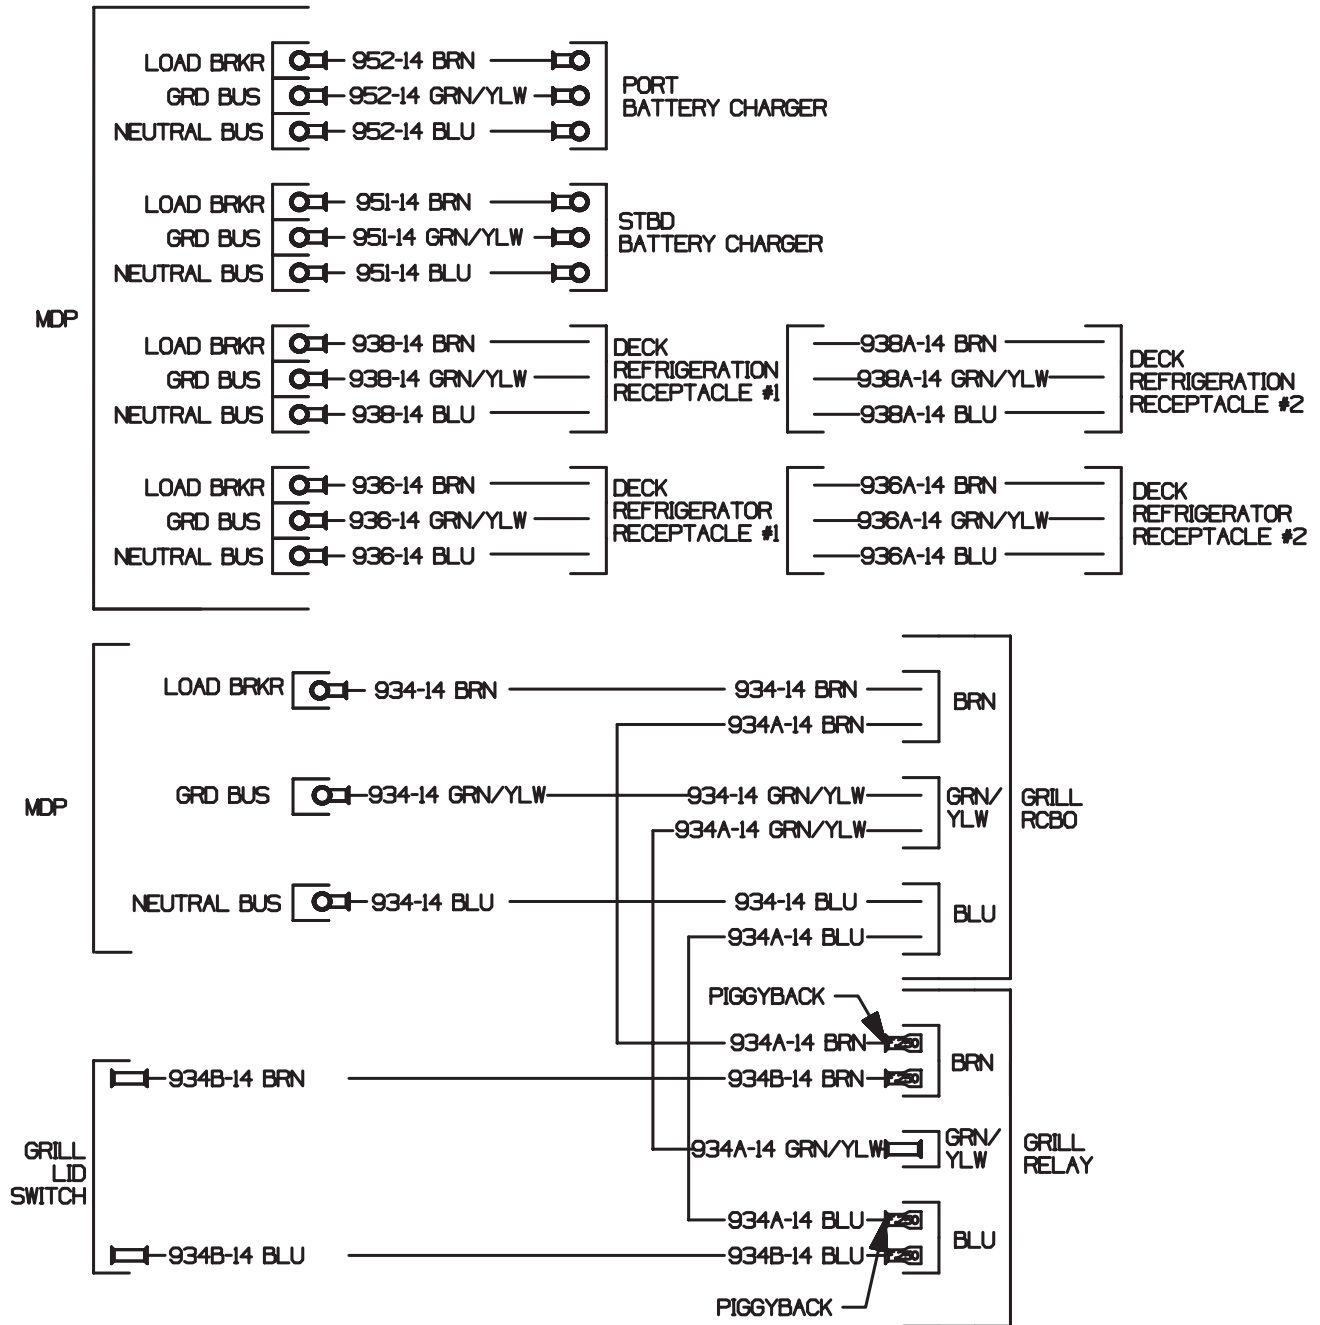 LOAD BRKR 952-14 BRN
GRD BUS 952-14 GRN/YLW
NEUTRAL BUS 952-14 BLU
PORT
BATTERY CHARGER
LOAD BRKR 951-14 BRN
GRD BUS 951-14 GRN/YLW
NEUTRAL BUS 951-14 BLU
STBD
BATTERY CHARGER
MDP
LOAD BRKR 938-14 BRN
GRD BUS 938-14 GRN/YLW
NEUTRAL BUS 938-14 BLU
DECK
REFRIGERATION
RECEPTACLE #1
938A-14 BRN
938A-14 GRN/YLW
938A-14 BLU
DECK
REFRIGERATION
RECEPTACLE #2
LOAD BRKR 936-14 BRN
GRD BUS 936-14 GRN/YLW
NEUTRAL BUS 936-14 BLU
DECK
REFRIGERATOR
RECEPTACLE #1
936A-14 BRN
936A-14 GRN/YLW
936A-14 BLU
DECK
REFRIGERATOR
RECEPTACLE #2
MDP
LOAD BRKR 934-14 BRN 934-14 BRN
934A-14 BRN
BRN
GRD BUS 934-14 GRN/YLW 934-14 GRN/YLW
934A-14 GRN/YLW
GRN/
YLW
GRILL
RCBO
NEUTRAL BUS 934-14 BLU 934-14 BLU
934A-14 BLU
BLU
PIGGYBACK
934A-14 BRN
934B-14 BRN 934B-14 BRN
BRN
GRILL
LID
SWITCH
934A-14 GRN/YLW
GRN/
YLW
GRILL
RELAY
934A-14 BLU
934B-14 BLU 934B-14 BLU
BLU
PIGGYBACK